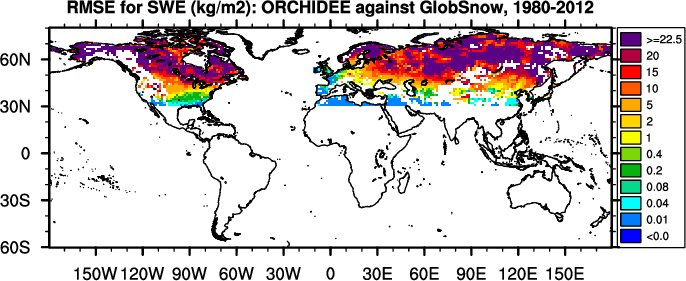 RMSE for SWE (kg/m2): ORCHIDEE against GlobSnow, 1980-2012
60N
30N
0
30S
60S
150W 120W 90W 60W 30W 0 30E 60E 90E 120E 150E
>=22.5
20
15
10
5
2
1
0.4
0.2
0.08
0.04
0.01
<0.0